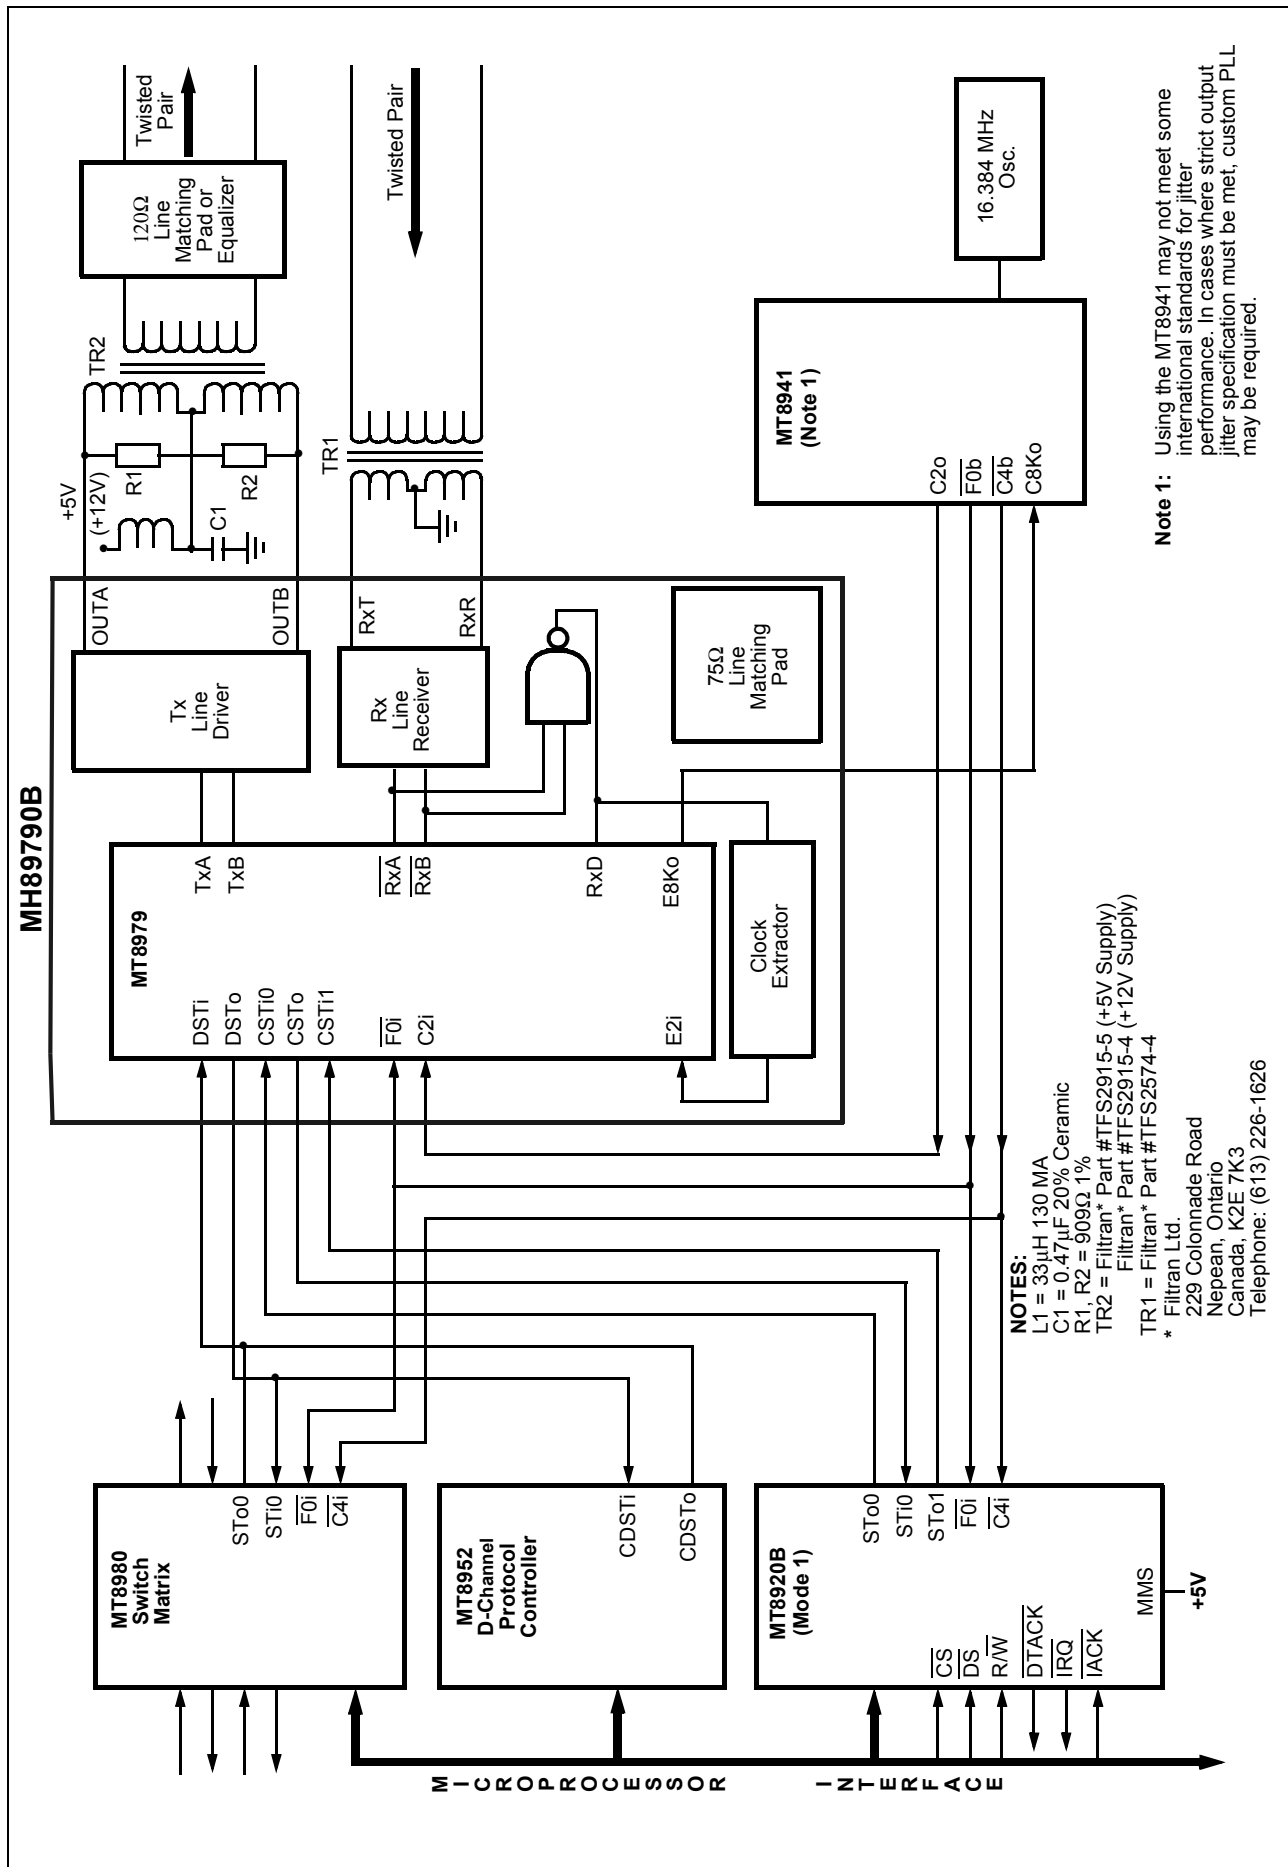 MH89790B
MT8980
Switch
Matrix
STo0
STi0
F0i
C4i
MT8952
D-Channel
Protocol
Controller
CDSTi
CDSTo
MT8920B
(Mode 1)
STo0
STi0
STo1
F0i
C4i
CS
DS
R/W
DTACK
IRQ
IACK
MMS
+5V
MICROPROCESSOR
INTERFACE
MT8979
DSTi
DSTo
CSTi0
CSTo
CSTi1
F0i
C2i
E2i
TxA
TxB
RxA
RxB
RxD
E8Ko
Clock
Extractor
Tx
Line
Driver
OUTA
OUTB
Rx
Line
Receiver
RxT
RxR
75Ω
Line
Matching
Pad
+5V
(+12V)
R1
R2
C1
TR2
TR1
120Ω
Line
Matching
Pad or
Equalizer
Twisted
Pair
Twisted Pair
MT8941
(Note 1)
C2o
F0b
C4b
C8Ko
16.384 MHz
Osc.
NOTES:
L1 = 33μH 130 MA
C1 = 0.47μF 20% Ceramic
R1, R2 = 909Ω 1%
TR2 = Filtran* Part #TFS2915-5 (+5V Supply)
Filtran* Part #TFS2915-4 (+12V Supply)
TR1 = Filtran* Part #TFS2574-4
* Filtran Ltd.
229 Colonnade Road
Nepean, Ontario
Canada, K2E 7K3
Telephone: (613) 226-1626
Note 1: Using the MT8941 may not meet some
international standards for jitter
performance. In cases where strict output
jitter specification must be met, custom PLL
may be required.